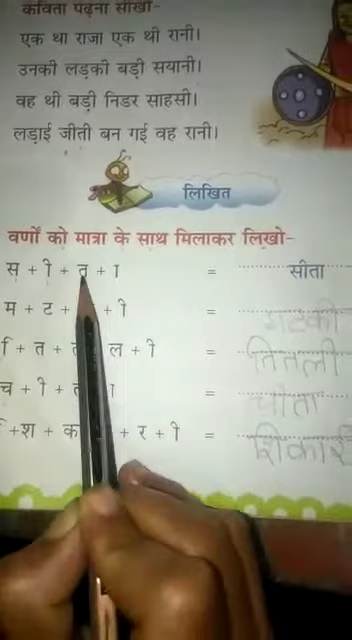 कविता पढ़ना सीखो-
एक था राजा एक थी रानी।
उनकी लड़की बड़ी सयानी।
वह थी बड़ी निडर साहसी।
लड़ाई जीती बन गई वह रानी।
लिखित
वर्णों को मात्रा के साथ मिलाकर लिखो-
स + ी + त + ा = सीता
म + ट + + ी = मटकी
ि + त + त ल + ी = तितली
च + ी + त ा = चीता
ि +श + क + र + ी = शिकारी